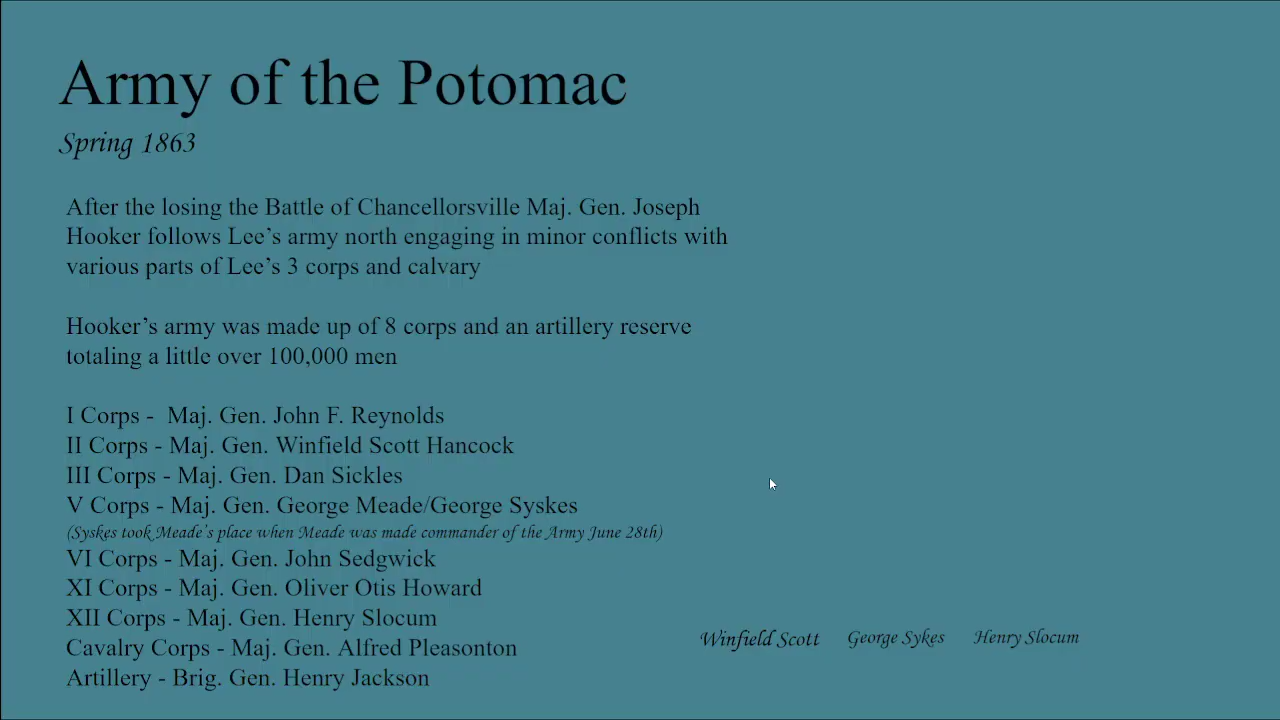 Army of the Potomac
Spring 1863
After the losing the Battle of Chancellorsville Maj. Gen. Joseph
Hooker follows Lee’s army north engaging in minor conflicts with
various parts of Lee’s 3 corps and calvary
Hooker’s army was made up of 8 corps and an artillery reserve
totaling a little over 100,000 men
I Corps - Maj. Gen. John F. Reynolds
II Corps - Maj. Gen. Winfield Scott Hancock
III Corps - Maj. Gen. Dan Sickles
V Corps - Maj. Gen. George Meade/George Syskes
(Syskes took Meade’s place when Meade was made commander of the Army June 28th)
VI Corps - Maj. Gen. John Sedgwick
XI Corps - Maj. Gen. Oliver Otis Howard
XII Corps - Maj. Gen. Henry Slocum
Cavalry Corps - Maj. Gen. Alfred Pleasonton
Artillery - Brig. Gen. Henry Jackson
Winfield Scott
George Sykes
Henry Slocum